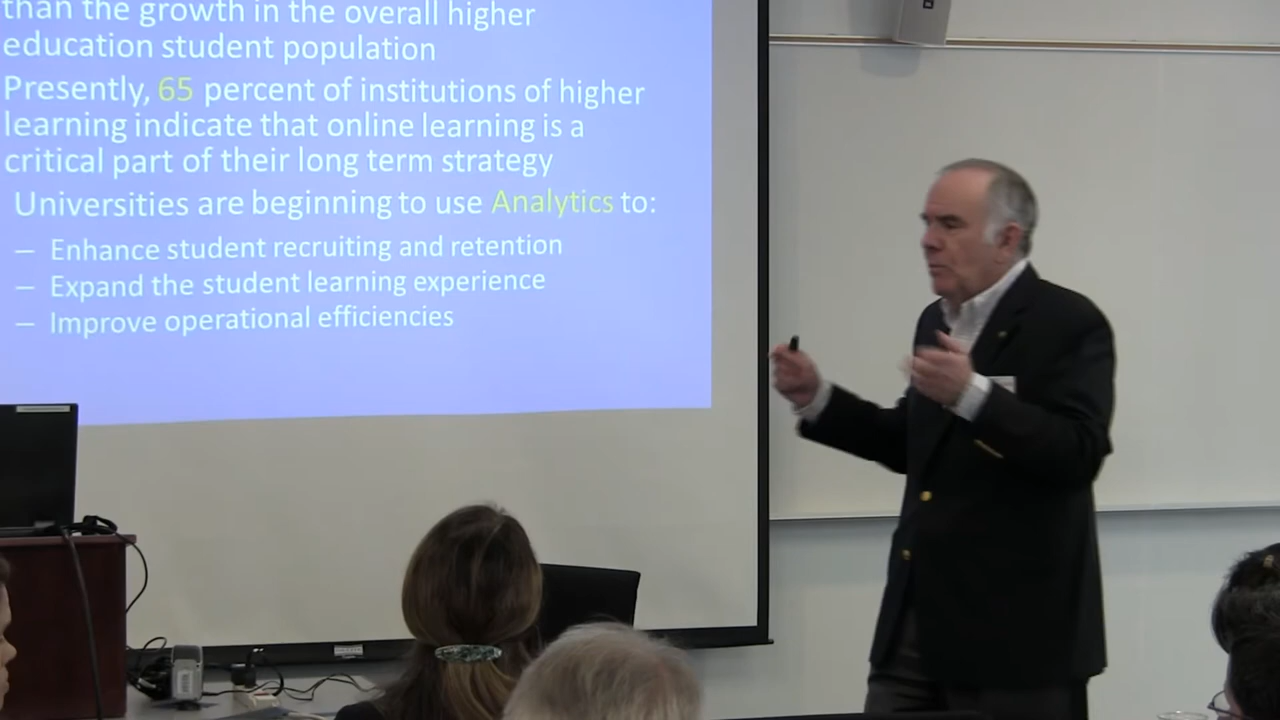 than the growth in the overall higher
education student population
Presently, 65 percent of institutions of higher
learning indicate that online learning is a
critical part of their long term strategy
Universities are beginning to use Analytics to:
– Enhance student recruiting and retention
– Expand the student learning experience
– Improve operational efficiencies